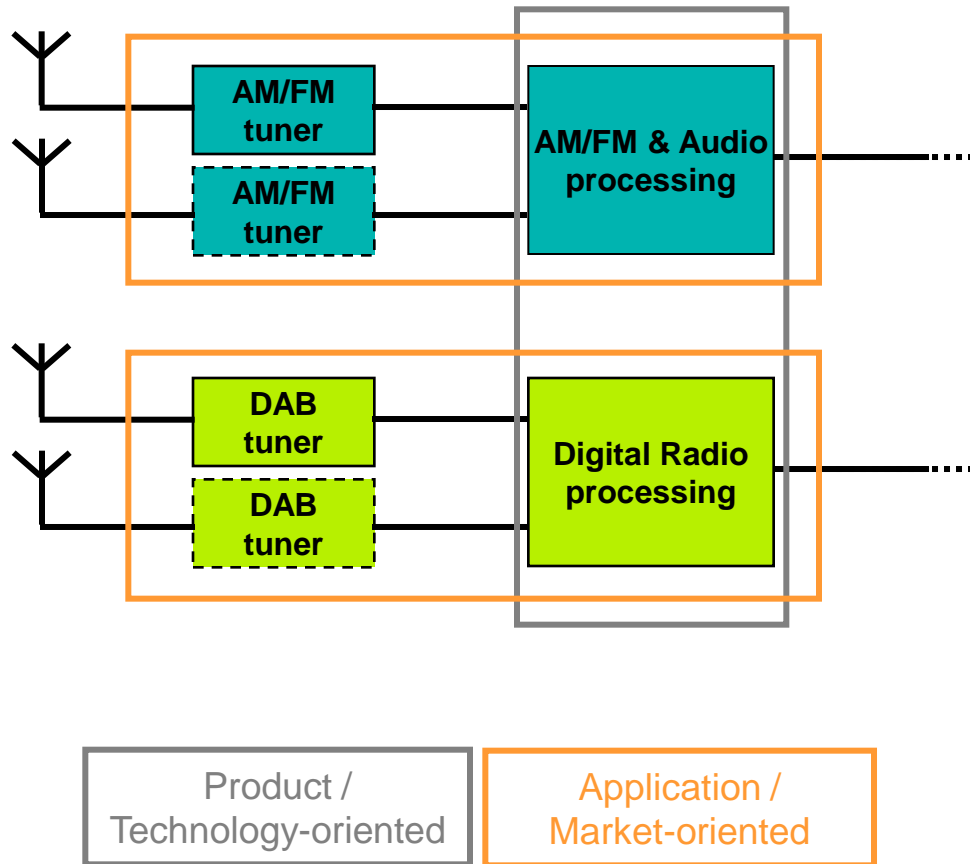 AM/FM
tuner
AM/FM
tuner
AM/FM & Audio
processing
DAB
tuner
DAB
tuner
Digital Radio
processing
Product /
Technology-oriented
Application /
Market-oriented